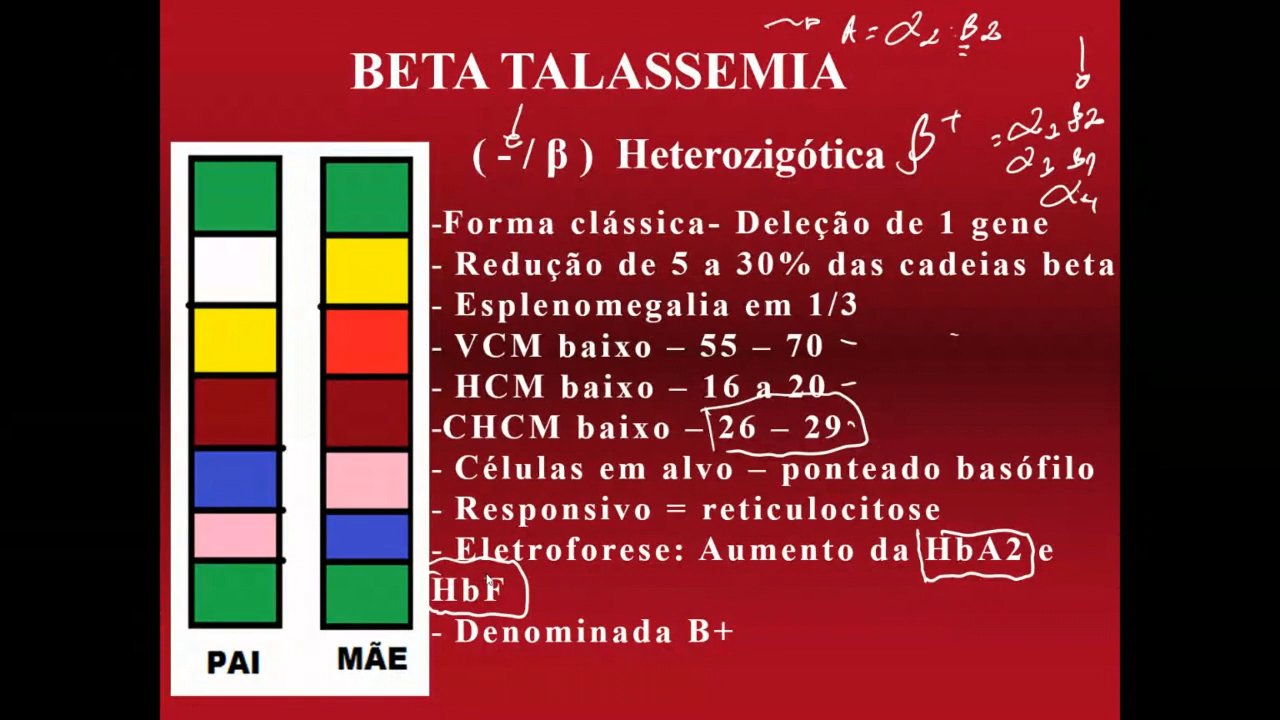 A = α2 β2
BETA TALASSEMIA
( - / β ) Heterozigótica β+
α4
-Forma clássica- Deleção de 1 gene
- Redução de 5 a 30% das cadeias beta
- Esplenomegalia em 1/3
- VCM baixo – 55 – 70
- HCM baixo – 16 a 20
-CHCM baixo – 26 – 29
- Células em alvo – ponteado basófilo
- Responsivo = reticulocitose
- Eletroforese: Aumento da HbA2 e
HbF
- Denominada B+
PAI
MÃE